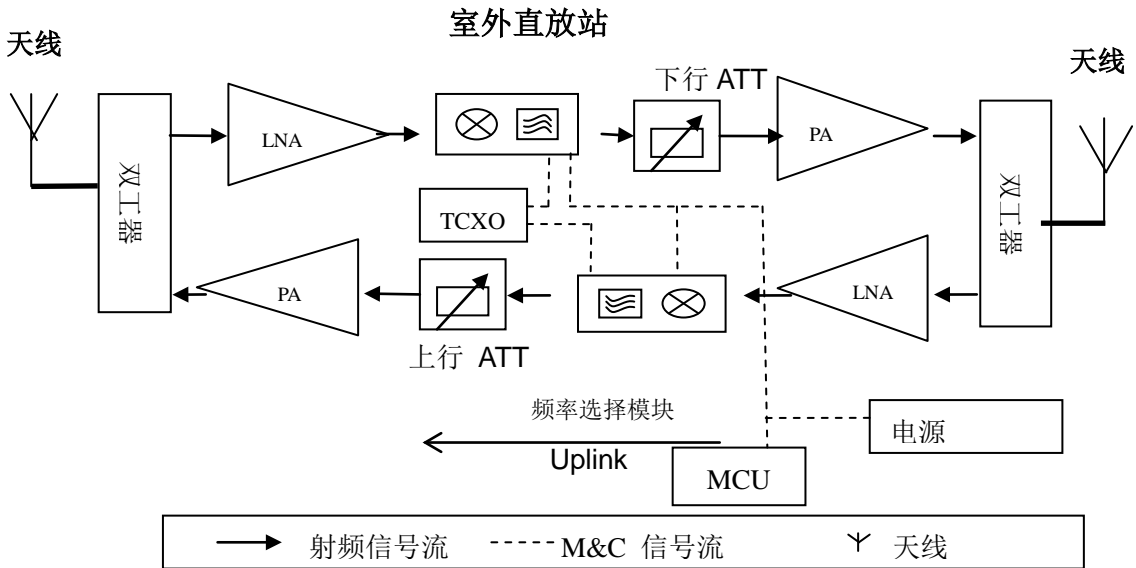 室外直放站
天线
天线
下行 ATT
LNA
PA
双工器
双工器
TCXO
PA
LNA
上行 ATT
频率选择模块
Uplink
电源
MCU
射频信号流
M&C 信号流
天线